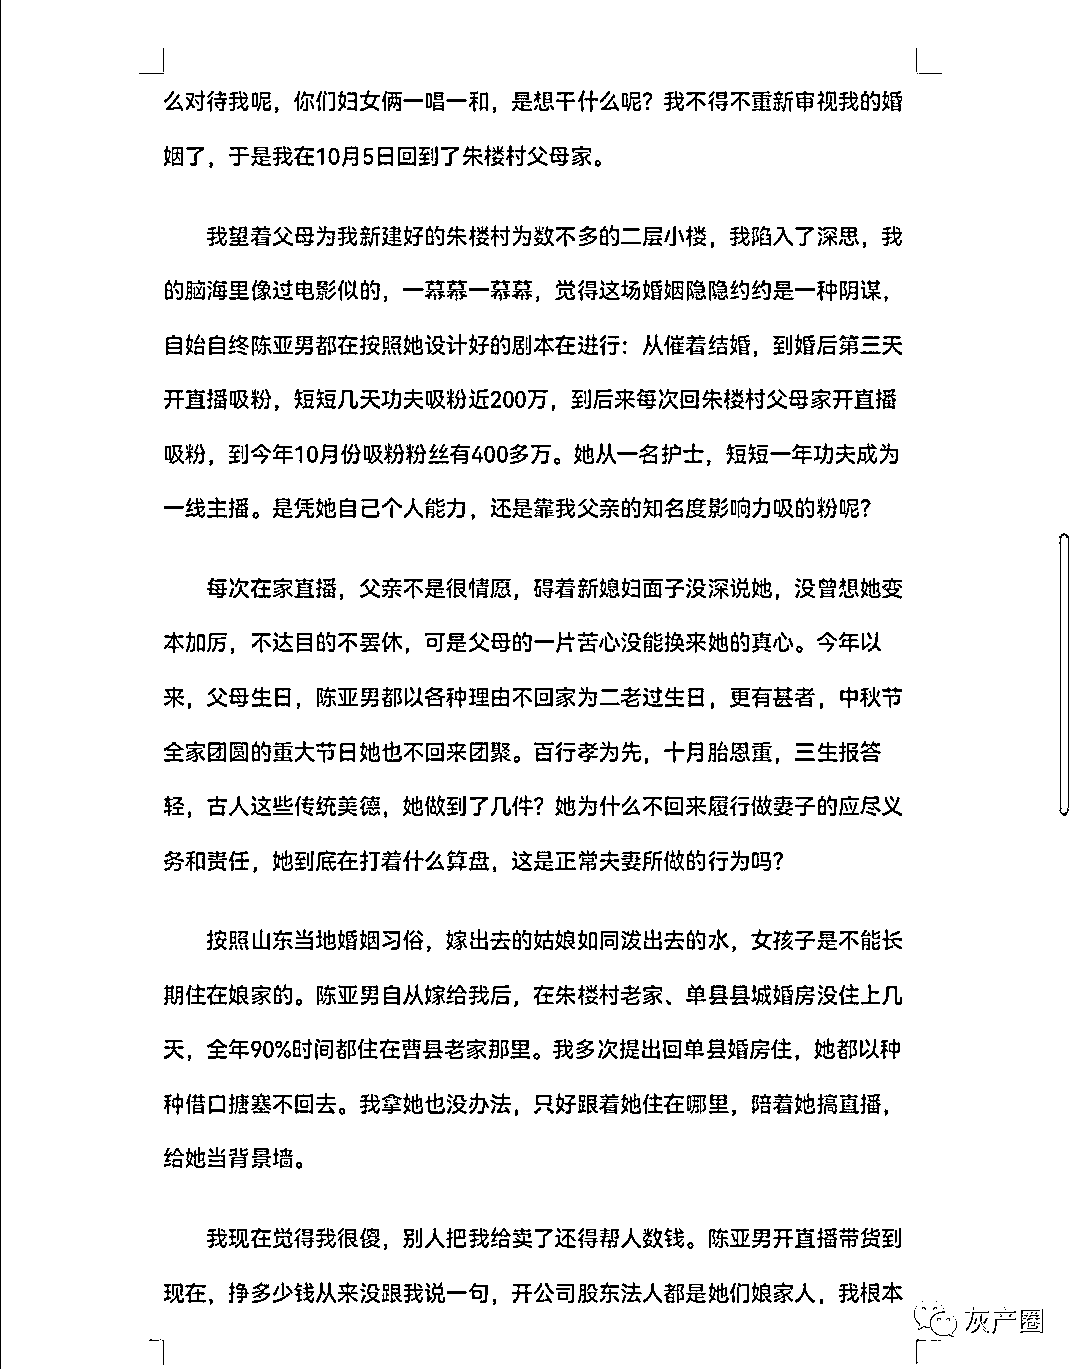 么对待我呢，你们妇女俩一唱一和，是想干什么呢？我不得不重新审视我的婚
姻了，于是我在10月5日回到了朱楼村父母家。
我望着父母为我新建好的朱楼村为数不多的二层小楼，我陷入了深思，我
的脑海里像过电影似的，一幕幕一幕幕，觉得这场婚姻隐隐约约是一种阴谋，
自始自终陈亚男都在按照她设计好的剧本在进行：从催着结婚，到婚后第三天
开直播吸粉，短短几天功夫吸粉近200万，到后来每次回朱楼村父母家开直播
吸粉，到今年10月份吸粉粉丝有400多万。她从一名护士，短短一年功夫成为
一线主播。是凭她自己个人能力，还是靠我父亲的知名度影响力吸的粉呢？
每次在家直播，父亲不是很情愿，碍着新媳妇面子没深说她，没曾想她变
本加厉，不达目的不罢休，可是父母的一片苦心没能换来她的真心。今年以
来，父母生日，陈亚男都以各种理由不回家为二老过生日，更有甚者，中秋节
全家团圆的重大节日她也不回来团聚。百行孝为先，十月胎恩重，三生报答
轻，古人这些传统美德，她做到了几件？她为什么不回来履行做妻子的应尽义
务和责任，她到底在打着什么算盘，这是正常夫妻所做的行为吗？
按照山东当地婚姻习俗，嫁出去的姑娘如同泼出去的水，女孩子是不能长
期住在娘家的。陈亚男自从嫁给我后，在朱楼村老家、单县县城婚房没住上几
天，全年90%时间都住在曹县老家那里。我多次提出回单县婚房住，她都以种
种借口搪塞不回去。我拿她也没办法，只好跟着她住在哪里，陪着她搞直播，
给她当背景墙。
我现在觉得我很傻，别人把我给卖了还得帮人数钱。陈亚男开直播带货到
现在，挣多少钱从来没跟我说一句，开公司股东法人都是她们娘家人，我根本
灰产圈